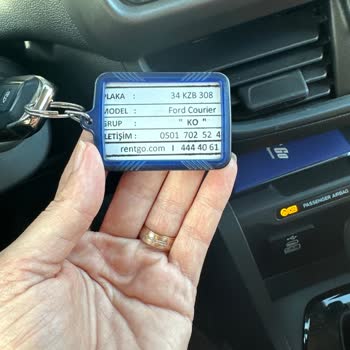 PLAKA : 34 KZB 308
MODEL : Ford Courier
GRUP : " KO "
İLETİŞİM : 0501 702 52 4
rentgo.com I 444 40 61
PASSENGER AIRBAG